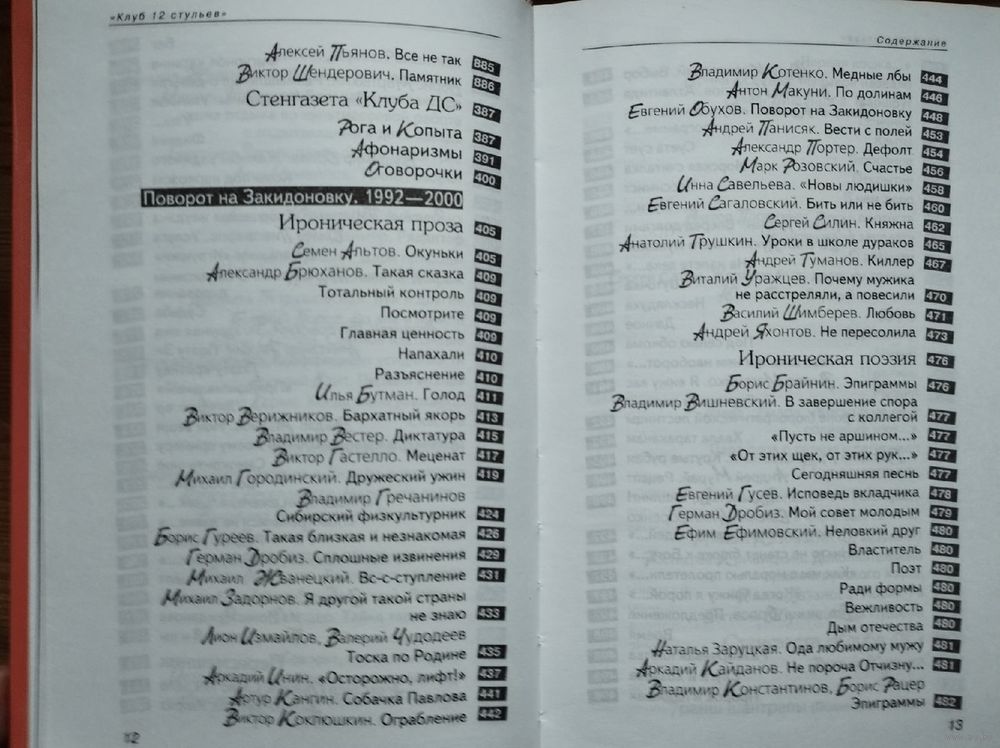 «Клуб 12 стульев»
Алексей Пьянов. Все не так 385
Виктор Шендерович. Памятник 386
Стенгазета «Клуба ДС» 387
Рога и Копыта 387
Афонаризмы 391
Оговорочки 400
Поворот на Закидоновку. 1992—2000
Ироническая проза 405
Семен Альтов. Окуньки 405
Александр Брюханов. Такая сказка 409
Тотальный контроль 409
Посмотрите 409
Главная ценность 409
Напахали 410
Разъяснение 410
Илья Бутман. Голод 411
Виктор Верижников. Бархатный якорь 413
Владимир Вестер. Диктатура 415
Виктор Гастелло. Меценат 417
Михаил Городинский. Дружеский ужин 419
Владимир Гречанинов
Сибирский физкультурник 424
Борис Гуреев. Такая близкая и незнакомая 426
Герман Дробиз. Сплошные извинения 429
Михаил Жванецкий. Вс-с-ступление 431
Михаил Задорнов. Я другой такой страны
не знаю 433
Лион Измайлов, Валерий Чудодеев
Тоска по Родине 435
Аркадий Инин. «Осторожно, лифт!» 437
Артур Кангин. Собачка Павлова 441
Виктор Коклюшкин. Ограбление 442
12
Содержание
Владимир Котенко. Медные лбы 444
Антон Макуни. По долинам 446
Евгений Обухов. Поворот на Закидоновку 448
Андрей Панисяк. Вести с полей 453
Александр Портер. Дефолт 454
Марк Розовский. Счастье 456
Инна Савельева. «Новы людишки» 458
Евгений Сагаловский. Бить или не бить 460
Сергей Силин. Княжна 462
Анатолий Трушкин. Уроки в школе дураков 465
Андрей Туманов. Киллер 467
Виталий Уражцев. Почему мужика
не расстреляли, а повесили 470
Василий Шимберев. Любовь 471
Андрей Яхонтов. Не пересолила 473
Ироническая поэзия 476
Борис Брайнин. Эпиграммы 476
Владимир Вишневский. В завершение спора
с коллегой 477
«Пусть не аршином...» 477
«От этих щек, от этих рук...» 477
Сегодняшняя песнь 477
Евгений Гусев. Исповедь вкладчика 478
Герман Дробиз. Мой совет молодым 479
Ефим Ефимовский. Неловкий друг 480
Властитель 480
Поэт 480
Ради формы 480
Вежливость 480
Дым отечества 480
Наталья Заруцкая. Ода любимому мужу 481
Аркадий Кайданов. Не пороча Отчизну... 481
Владимир Константинов, Борис Рацер
Эпиграммы 482
13